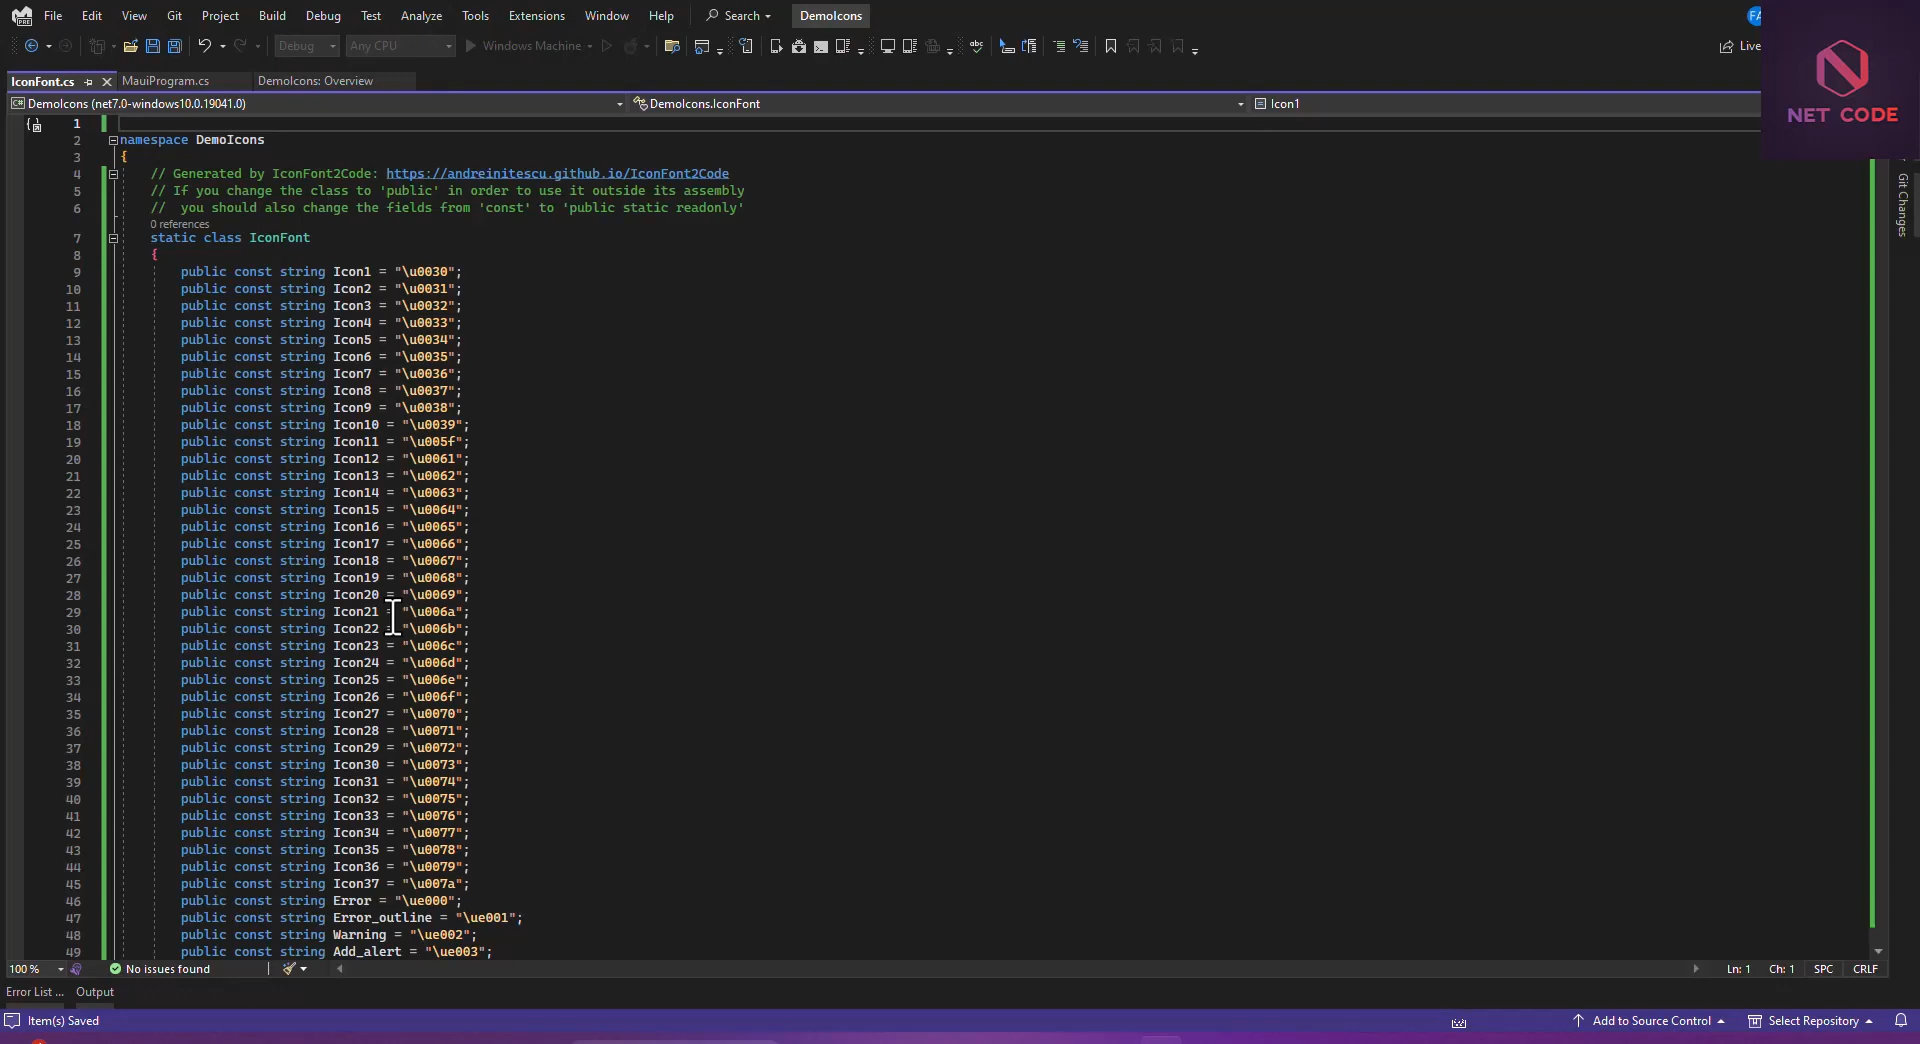 File Edit View Git Project Build Debug Test Analyze Tools Extensions Window Help Search DemoIcons
Debug Any CPU Windows Machine Live
NET CODE
IconFont.cs MauiProgram.cs DemoIcons: Overview
DemoIcons (net7.0-windows10.0.19041.0) DemoIcons.IconFont Icon1
1
2 namespace DemoIcons
3 {
4 // Generated by IconFont2Code: https://andreinitescu.github.io/IconFont2Code
5 // If you change the class to 'public' in order to use it outside its assembly
6 //  you should also change the fields from 'const' to 'public static readonly'
0 references
7 static class IconFont
8 {
9 public const string Icon1 = "\u0030";
10 public const string Icon2 = "\u0031";
11 public const string Icon3 = "\u0032";
12 public const string Icon4 = "\u0033";
13 public const string Icon5 = "\u0034";
14 public const string Icon6 = "\u0035";
15 public const string Icon7 = "\u0036";
16 public const string Icon8 = "\u0037";
17 public const string Icon9 = "\u0038";
18 public const string Icon10 = "\u0039";
19 public const string Icon11 = "\u005f";
20 public const string Icon12 = "\u0061";
21 public const string Icon13 = "\u0062";
22 public const string Icon14 = "\u0063";
23 public const string Icon15 = "\u0064";
24 public const string Icon16 = "\u0065";
25 public const string Icon17 = "\u0066";
26 public const string Icon18 = "\u0067";
27 public const string Icon19 = "\u0068";
28 public const string Icon20 = "\u0069";
29 public const string Icon21 = "\u006a";
30 public const string Icon22 = "\u006b";
31 public const string Icon23 = "\u006c";
32 public const string Icon24 = "\u006d";
33 public const string Icon25 = "\u006e";
34 public const string Icon26 = "\u006f";
35 public const string Icon27 = "\u0070";
36 public const string Icon28 = "\u0071";
37 public const string Icon29 = "\u0072";
38 public const string Icon30 = "\u0073";
39 public const string Icon31 = "\u0074";
40 public const string Icon32 = "\u0075";
41 public const string Icon33 = "\u0076";
42 public const string Icon34 = "\u0077";
43 public const string Icon35 = "\u0078";
44 public const string Icon36 = "\u0079";
45 public const string Icon37 = "\u007a";
46 public const string Error = "\ue000";
47 public const string Error_outline = "\ue001";
48 public const string Warning = "\ue002";
49 public const string Add_alert = "\ue003";
Git Changes
100 % No issues found Ln: 1 Ch: 1 SPC CRLF
Error List ... Output
Item(s) Saved Add to Source Control Select Repository